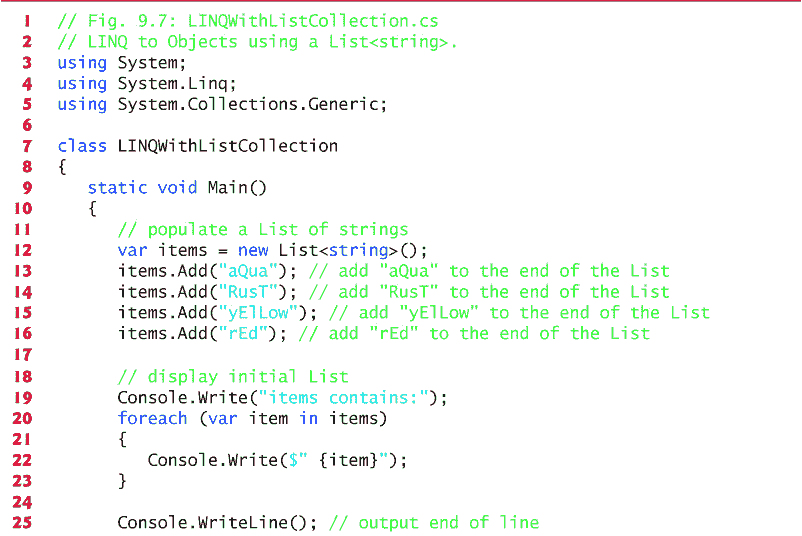 1 // Fig. 9.7: LINQWithListCollection.cs
2 // LINQ to Objects using a List<string>.
3 using System;
4 using System.Linq;
5 using System.Collections.Generic;
6
7 class LINQWithListCollection
8 {
9    static void Main()
10    {
11       // populate a List of strings
12       var items = new List<string>();
13       items.Add("aQua"); // add "aQua" to the end of the List
14       items.Add("RusT"); // add "RusT" to the end of the List
15       items.Add("yElLow"); // add "yElLow" to the end of the List
16       items.Add("rEd"); // add "rEd" to the end of the List
17
18       // display initial List
19       Console.Write("items contains:");
20       foreach (var item in items)
21       {
22          Console.Write($" {item}");
23       }
24
25       Console.WriteLine(); // output end of line